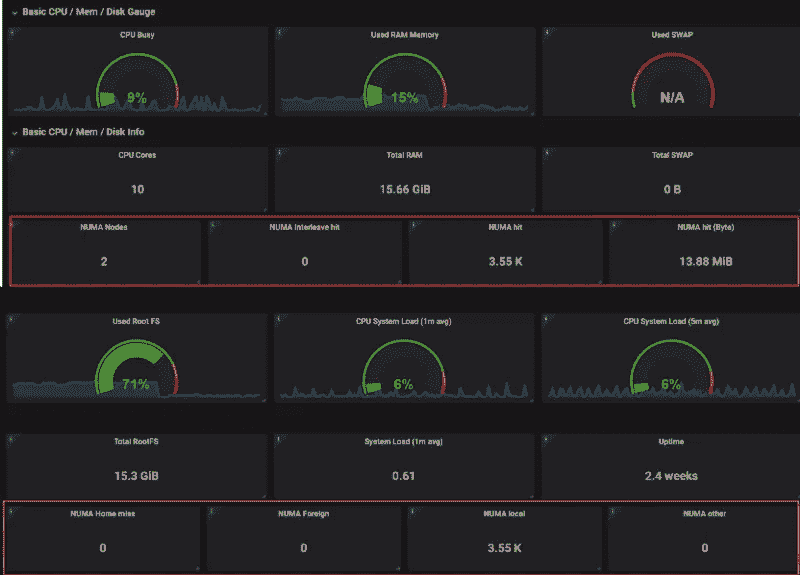 Basic CPU / Mem / Disk Gauge
CPU Busy
Used RAM Memory
Used SWAP
9%
15%
N/A
Basic CPU / Mem / Disk Info
CPU Cores
Total RAM
Total SWAP
10
15.66 GiB
0 B
NUMA Nodes
NUMA Interleave hit
NUMA hit
NUMA hit (Byte)
2
0
3.55 K
13.88 MiB
Used Root FS
CPU System Load (1m avg)
CPU System Load (5m avg)
71%
6%
6%
Total RootFS
System Load (1m avg)
Uptime
15.3 GiB
0.61
2.4 weeks
NUMA Home miss
NUMA Foreign
NUMA local
NUMA other
0
0
3.55 K
0